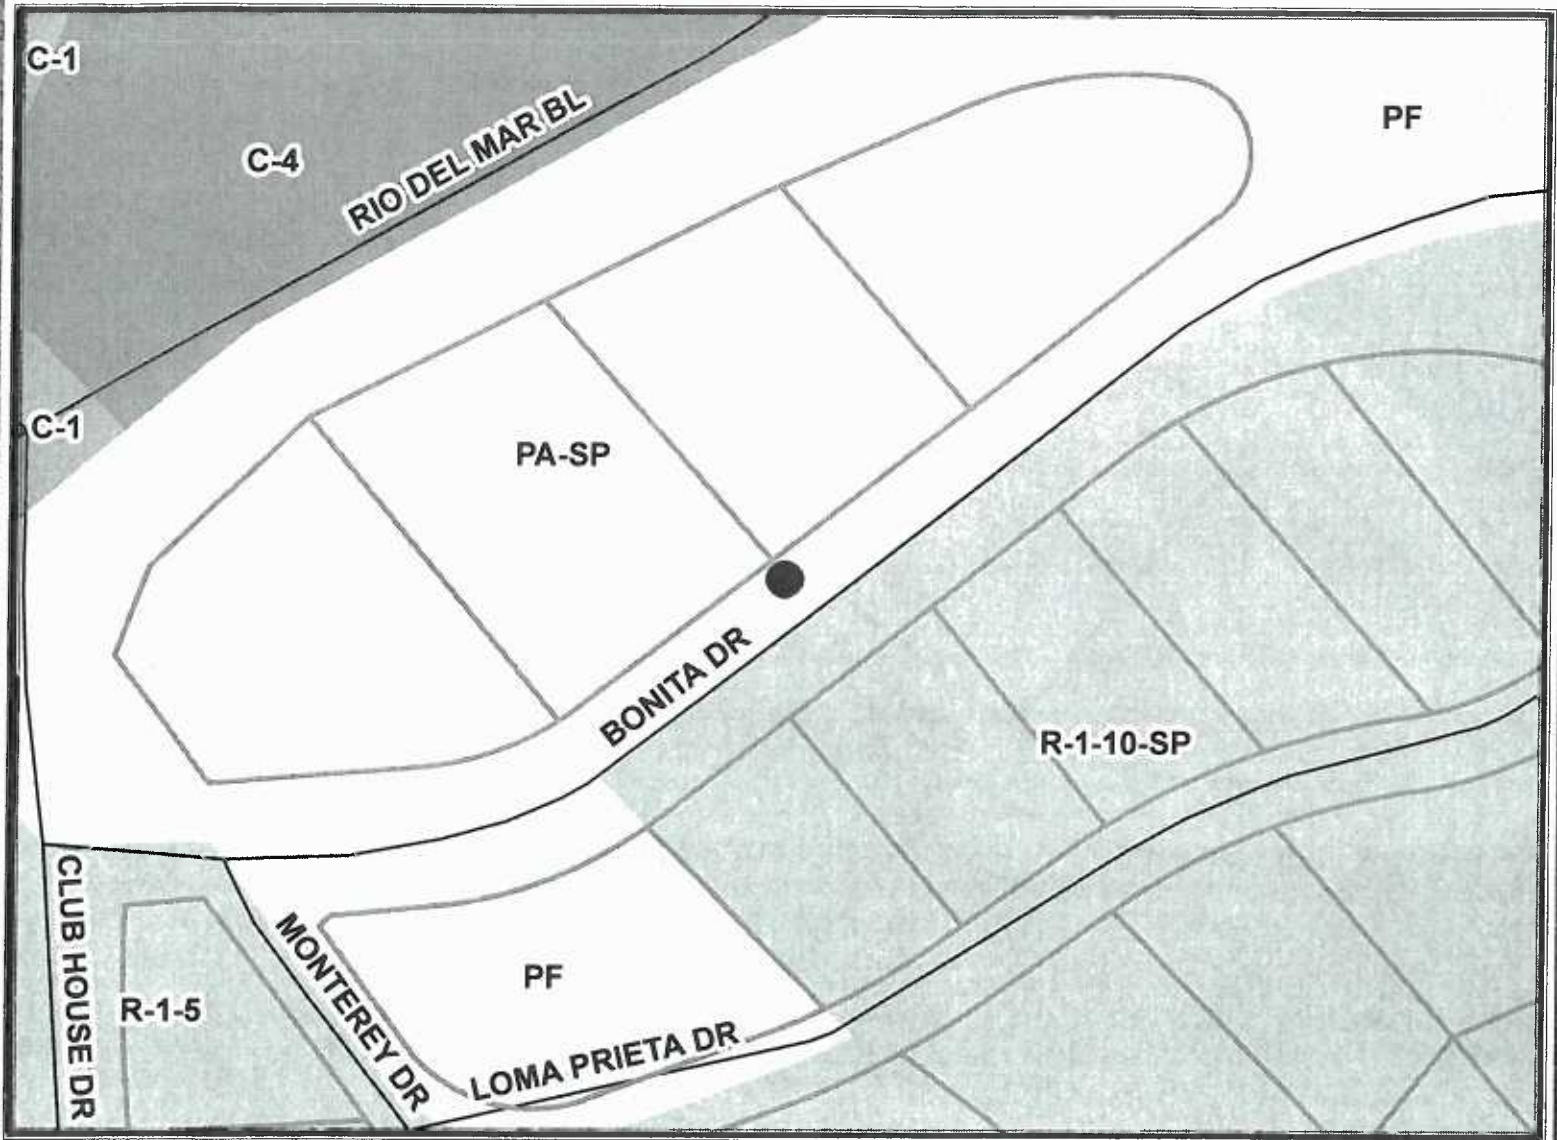 C-1
PF
C-4
RIO DEL MAR BL
C-1
PA-SP
BONITA DR
R-1-10-SP
CLUB HOUSE DR
MONTEREY DR
PF
R-1-5
LOMA PRIETA DR